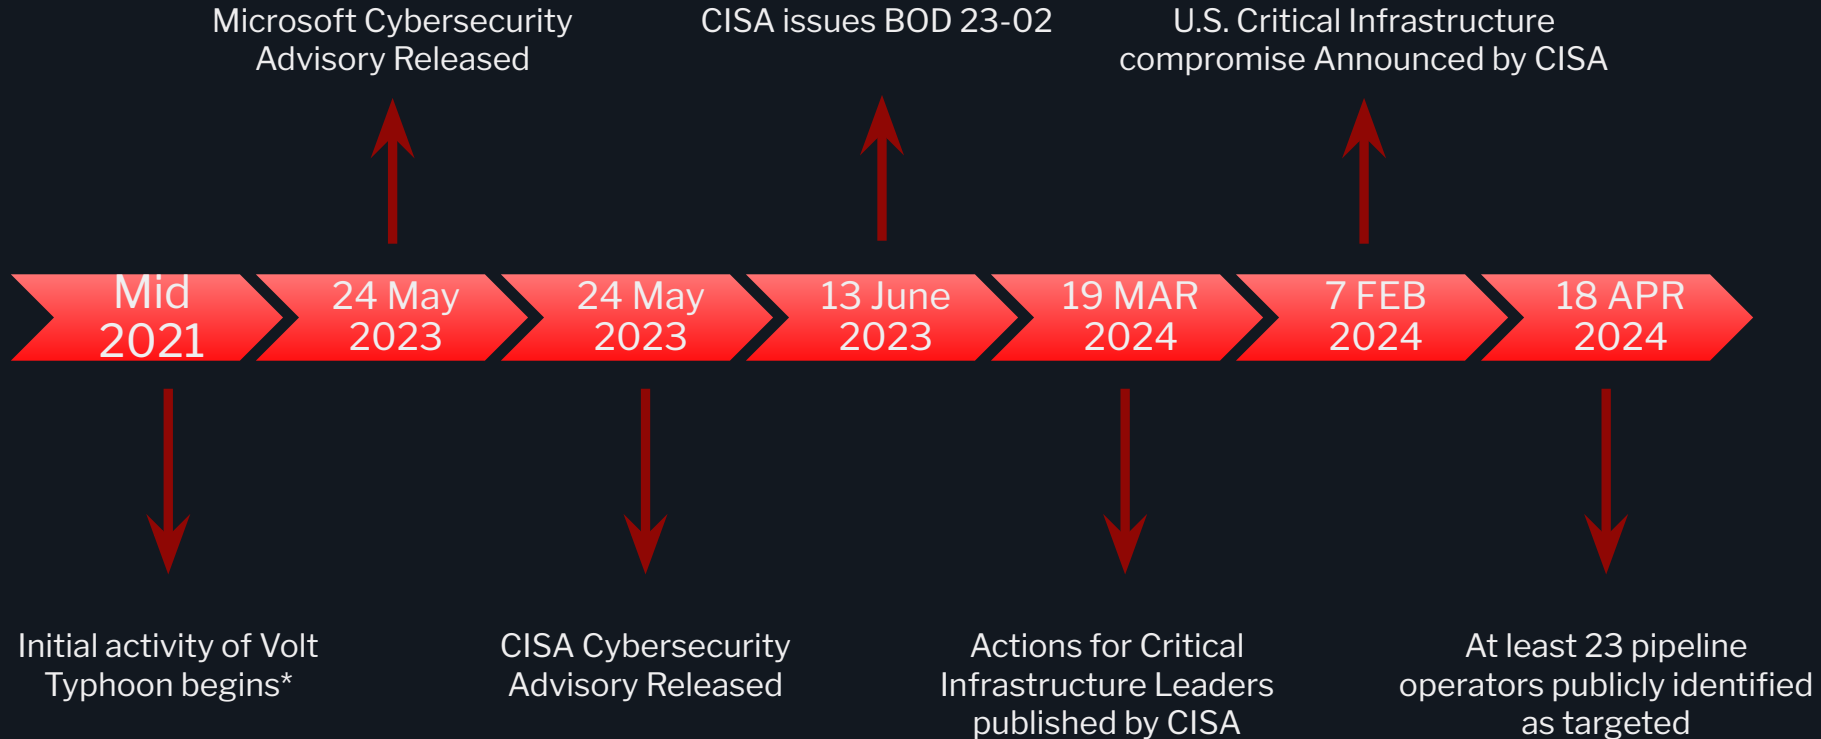 Microsoft Cybersecurity
Advisory Released
CISA issues BOD 23-02
U.S. Critical Infrastructure
compromise Announced by CISA
Mid
2021
24 May
2023
24 May
2023
13 June
2023
19 MAR
2024
7 FEB
2024
18 APR
2024
Initial activity of Volt
Typhoon begins*
CISA Cybersecurity
Advisory Released
Actions for Critical
Infrastructure Leaders
published by CISA
At least 23 pipeline
operators publicly identified
as targeted